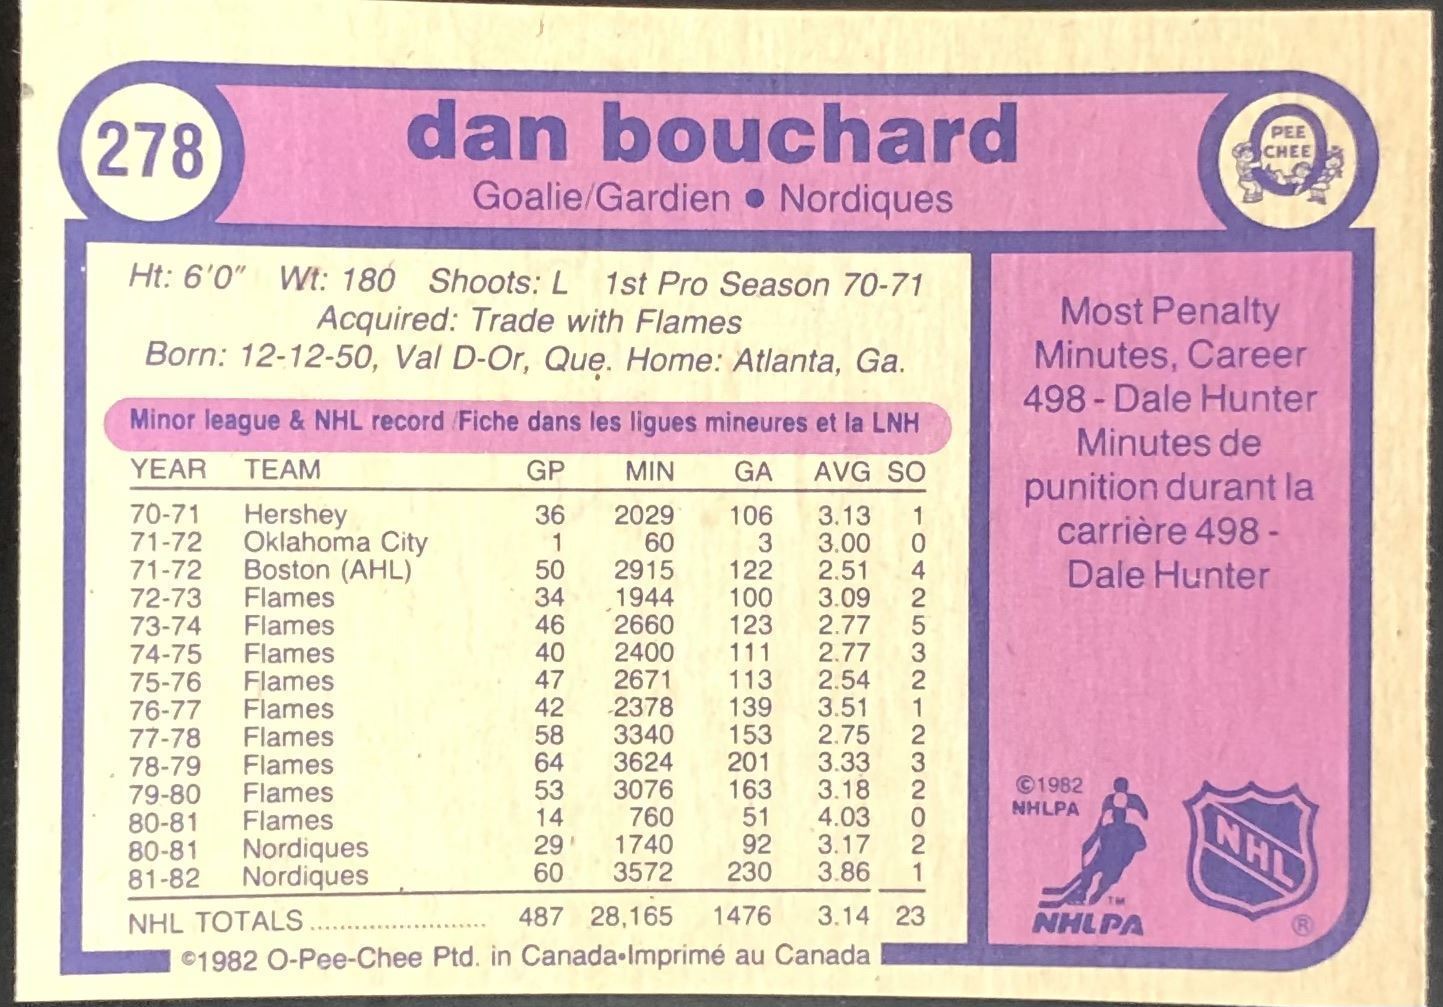 278
dan bouchard
Goalie/Gardien • Nordiques
PEE
CHEE
Ht: 6'0" Wt: 180 Shoots: L 1st Pro Season 70-71
Acquired: Trade with Flames
Born: 12-12-50, Val D-Or, Que. Home: Atlanta, Ga.
Minor league & NHL record/Fiche dans les ligues mineures et la LNH
YEAR TEAM GP MIN GA AVG SO
70-71 Hershey 36 2029 106 3.13 1
71-72 Oklahoma City 1 60 3 3.00 0
71-72 Boston (AHL) 50 2915 122 2.51 4
72-73 Flames 34 1944 100 3.09 2
73-74 Flames 46 2660 123 2.77 5
74-75 Flames 40 2400 111 2.77 3
75-76 Flames 47 2671 113 2.54 2
76-77 Flames 42 2378 139 3.51 1
77-78 Flames 58 3340 153 2.75 2
78-79 Flames 64 3624 201 3.33 3
79-80 Flames 53 3076 163 3.18 2
80-81 Flames 14 760 51 4.03 0
80-81 Nordiques 29 1740 92 3.17 2
81-82 Nordiques 60 3572 230 3.86 1
NHL TOTALS........................ 487 28,165 1476 3.14 23
©1982 O-Pee-Chee Ptd. in Canada•Imprimé au Canada
Most Penalty
Minutes, Career
498 - Dale Hunter
Minutes de
punition durant la
carrière 498 -
Dale Hunter
©1982
NHLPA
TM
NHLPA
NHL
®